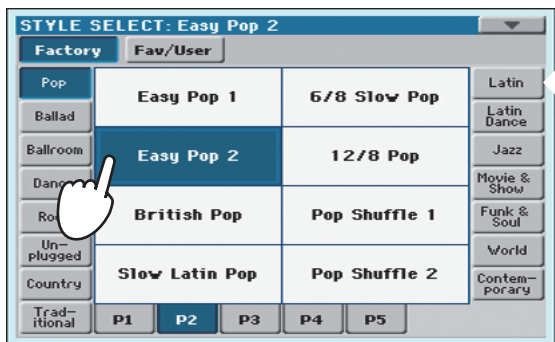 STYLE SELECT: Easy Pop 2
Factory Fav/User
Pop
Ballad
Ballroom
Dance
Un-
plugged
Country
Trad-
itional
Easy Pop 1
6/8 Slow Pop
Easy Pop 2
12/8 Pop
British Pop
Pop Shuffle 1
Slow Latin Pop
Pop Shuffle 2
Latin
Latin
Dance
Jazz
Movie &
Show
Funk &
Soul
World
Contem-
porary
P1 P2 P3 P4 P5